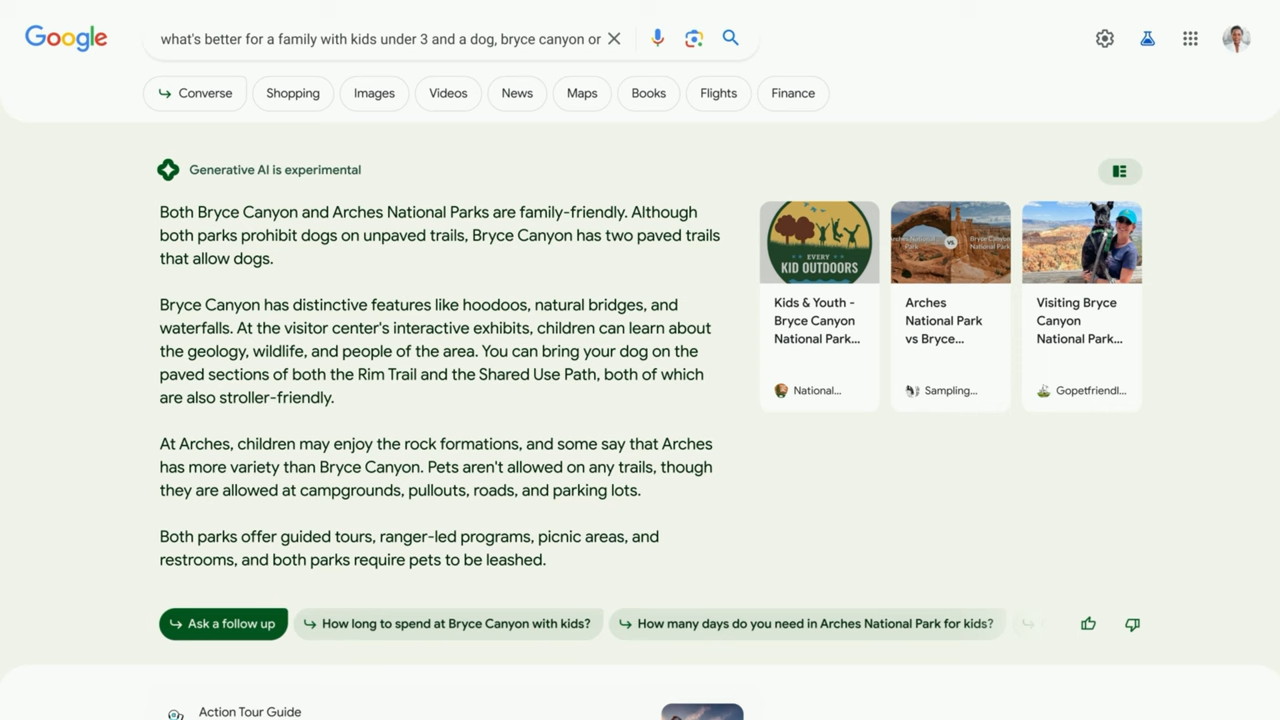 Google
what's better for a family with kids under 3 and a dog, bryce canyon or
Converse
Shopping
Images
Videos
News
Maps
Books
Flights
Finance
Generative AI is experimental
Both Bryce Canyon and Arches National Parks are family-friendly. Although
both parks prohibit dogs on unpaved trails, Bryce Canyon has two paved trails
that allow dogs.
Bryce Canyon has distinctive features like hoodoos, natural bridges, and
waterfalls. At the visitor center's interactive exhibits, children can learn about
the geology, wildlife, and people of the area. You can bring your dog on the
paved sections of both the Rim Trail and the Shared Use Path, both of which
are also stroller-friendly.
At Arches, children may enjoy the rock formations, and some say that Arches
has more variety than Bryce Canyon. Pets aren't allowed on any trails, though
they are allowed at campgrounds, pullouts, roads, and parking lots.
Both parks offer guided tours, ranger-led programs, picnic areas, and
restrooms, and both parks require pets to be leashed.
EVERY
KID OUTDOORS
Kids & Youth -
Bryce Canyon
National Park...
National...
Arches National
Park
VS
Bryce Canyon
National Park
Arches
National Park
vs Bryce...
Sampling...
Visiting Bryce
Canyon
National Park...
Gopetfriendl...
Ask a follow up
How long to spend at Bryce Canyon with kids?
How many days do you need in Arches National Park for kids?
Action Tour Guide